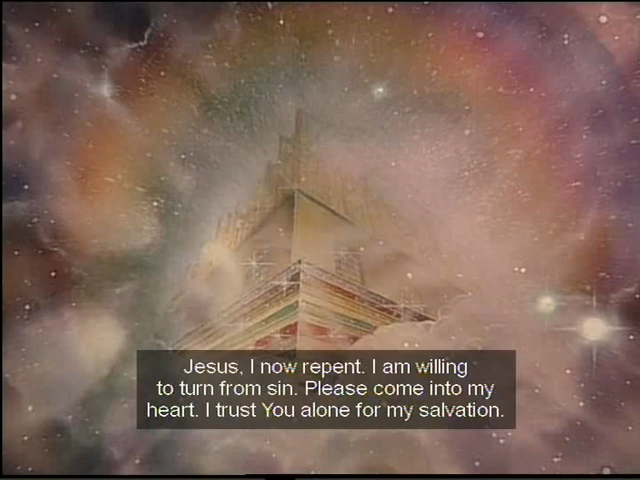 Jesus, I now repent. I am willing
to turn from sin. Please come into my
heart. I trust You alone for my salvation.